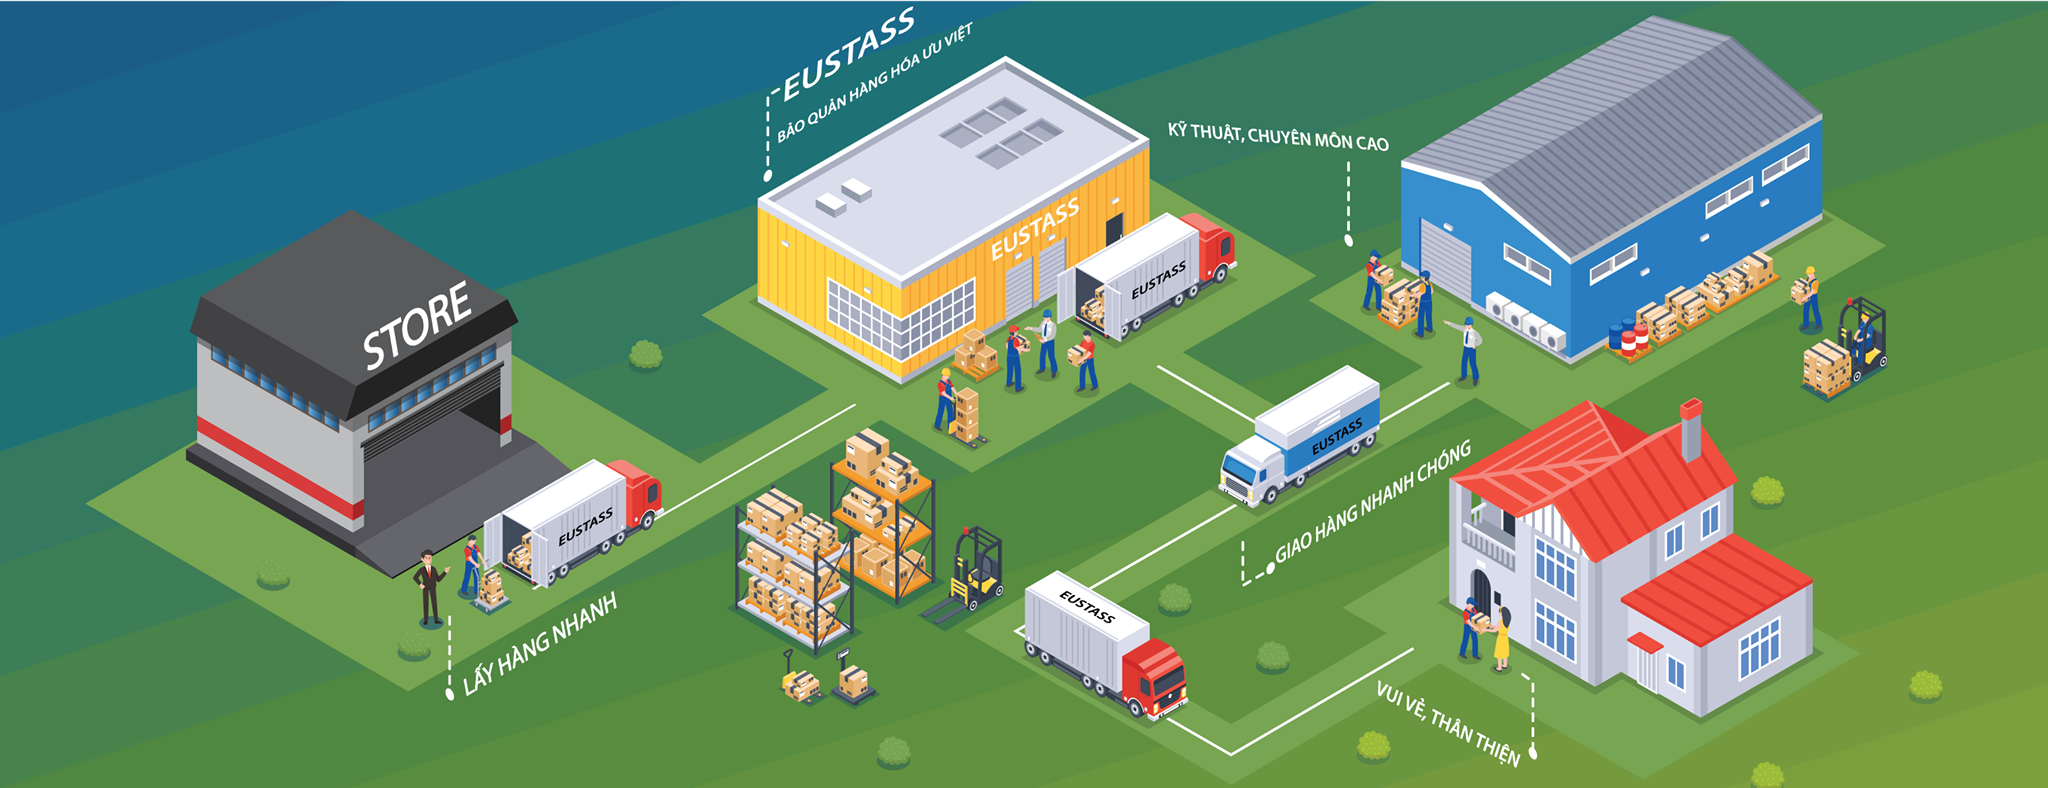 EUSTASS
BẢO QUẢN HÀNG HÓA ƯU VIỆT
KỸ THUẬT, CHUYÊN MÔN CAO
EUSTASS
EUSTASS
STORE
EUSTASS
GIAO HÀNG NHANH CHÓNG
EUSTASS
EUSTASS
LẤY HÀNG NHANH
VUI VẺ, THÂN THIỆN